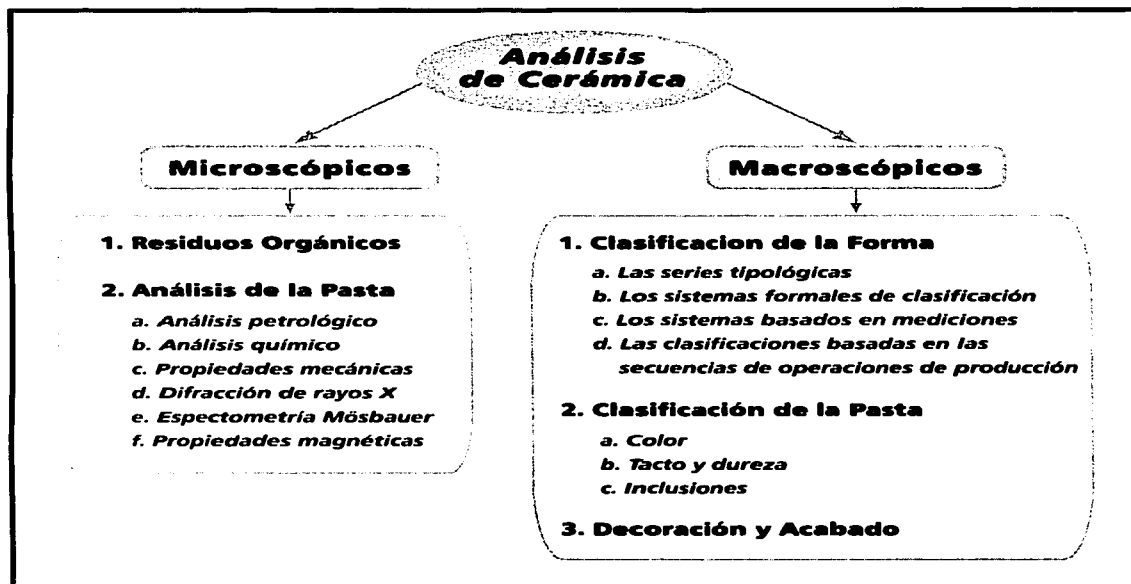 Análisis
de Cerámica
Microscópicos
1. Residuos Orgánicos
2. Análisis de la Pasta
a. Análisis petrológico
b. Análisis químico
c. Propiedades mecánicas
d. Difracción de rayos X
e. Espectometría Mösbauer
f. Propiedades magnéticas
Macroscópicos
1. Clasificacion de la Forma
a. Las series tipológicas
b. Los sistemas formales de clasificación
c. Los sistemas basados en mediciones
d. Las clasificaciones basadas en las
secuencias de operaciones de producción
2. Clasificación de la Pasta
a. Color
b. Tacto y dureza
c. Inclusiones
3. Decoración y Acabado